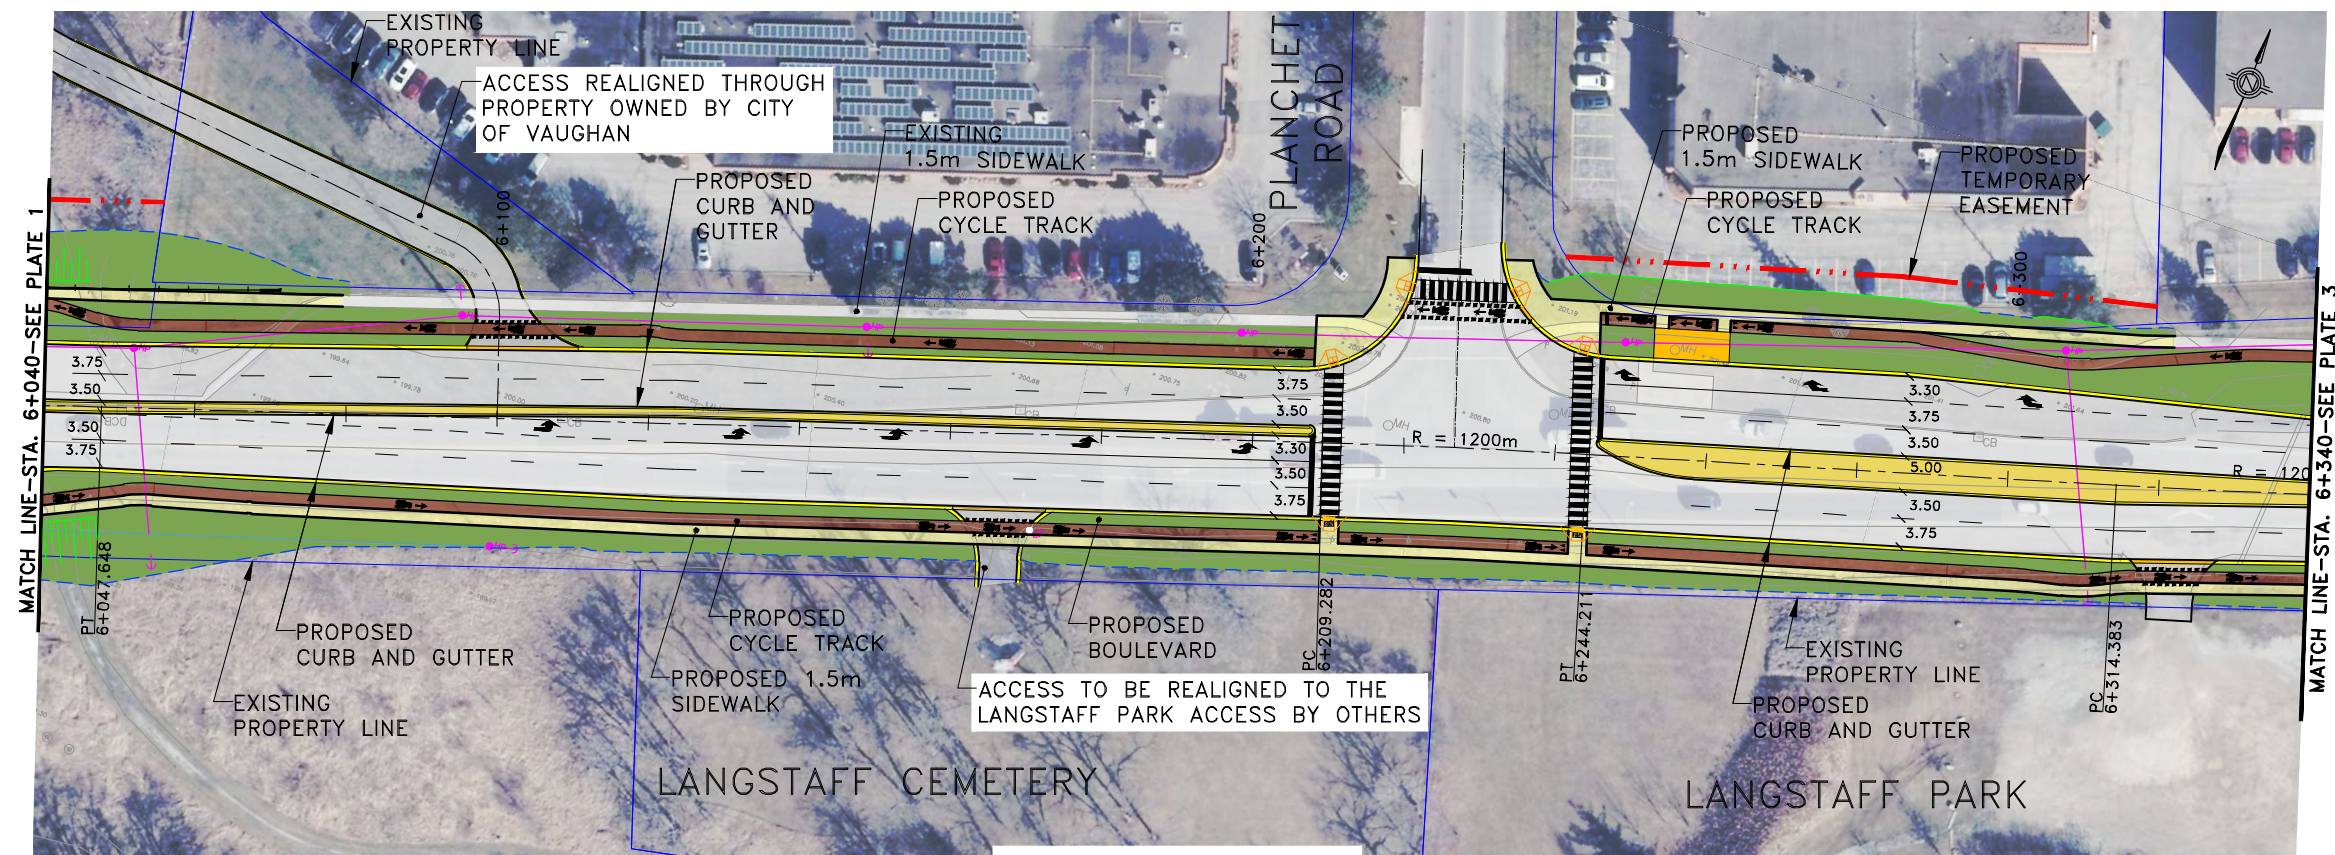 EXISTING
PROPERTY LINE
ACCESS REALIGNED THROUGH
PROPERTY OWNED BY CITY
OF VAUGHAN
EXISTING
1.5m SIDEWALK
PROPOSED
CURB AND
GUTTER
PROPOSED
CYCLE TRACK
PLANCHET
ROAD
PROPOSED
1.5m SIDEWALK
PROPOSED
CYCLE TRACK
PROPOSED
TEMPORARY
EASEMENT
6+100
6+200
6+300
MATCH LINE-STA. 6+040-SEE PLATE 1
MATCH LINE-STA. 6+340-SEE PLATE 3
3.75
3.50
3.50
3.75
3.75
3.50
3.30
3.50
3.75
R = 1200m
3.30
3.75
3.50
5.00
3.50
3.75
R = 120
MH
MH
CB
CB
CB
DCB
PT
6+047.648
PC
6+209.282
PT
6+244.211
PC
6+314.383
PROPOSED
CURB AND GUTTER
EXISTING
PROPERTY LINE
PROPOSED
CYCLE TRACK
PROPOSED 1.5m
SIDEWALK
PROPOSED
BOULEVARD
ACCESS TO BE REALIGNED TO THE
LANGSTAFF PARK ACCESS BY OTHERS
EXISTING
PROPERTY LINE
PROPOSED
CURB AND GUTTER
LANGSTAFF CEMETERY
LANGSTAFF PARK